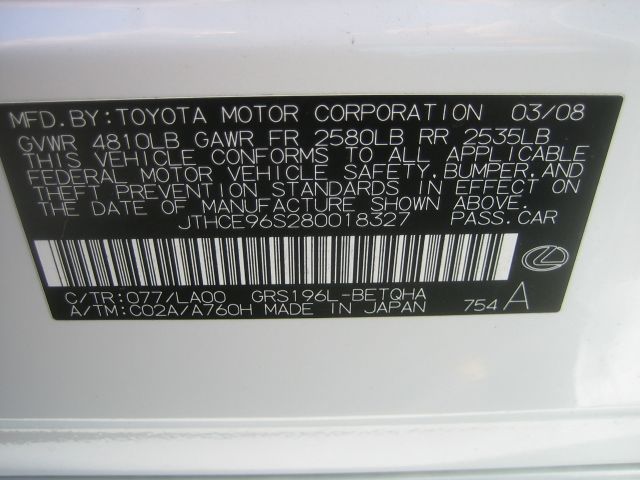 MFD.BY:TOYOTA MOTOR CORPORATION 03/08
GVWR 4810LB GAWR FR 2580LB RR 2535LB
THIS VEHICLE CONFORMS TO ALL APPLICABLE
FEDERAL MOTOR VEHICLE SAFETY,BUMPER,AND
THEFT PREVENTION STANDARDS IN EFFECT ON
THE DATE OF MANUFACTURE SHOWN ABOVE.
JTHCE96S280018327 PASS.CAR
C/TR:077/LA00 GRS196L-BETQHA
A/TM:C02A/A760H MADE IN JAPAN 754 A